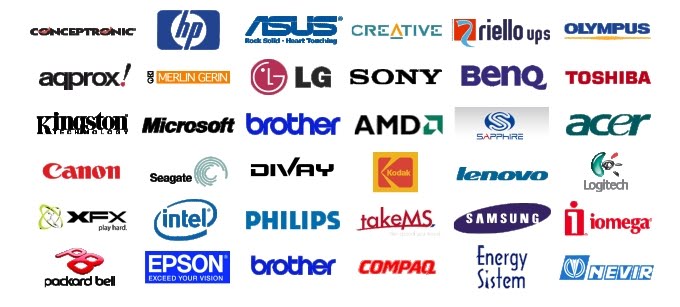 CONCEPTRONIC
hp
ASUS
Rock Solid · Heart Touching
CREATIVE
riello ups
OLYMPUS
aqprox!
MERLIN GERIN
LG
SONY
BenQ
TOSHIBA
Kingston
TECHNOLOGY
Microsoft
brother
AMD
SAPPHIRE
acer
Canon
Seagate
DIVAY
Kodak
lenovo
Logitech
XFX
play hard.
intel
PHILIPS
takeMS
SAMSUNG
iomega
packard bell
EPSON
EXCEED YOUR VISION
brother
COMPAQ
Energy
Sistem
NEVIR